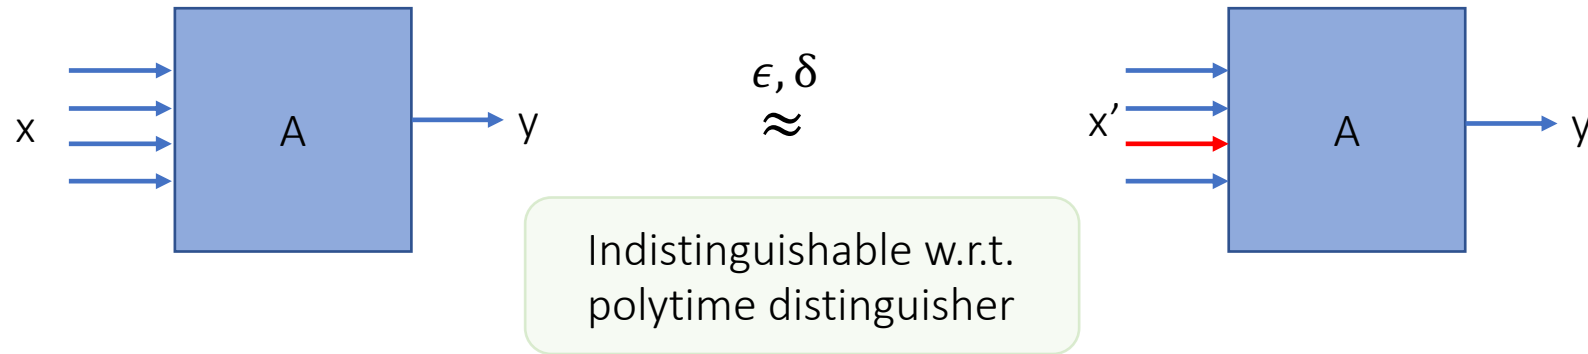 x
A
y
ϵ, δ
≈
x'
A
y
Indistinguishable w.r.t.
polytime distinguisher